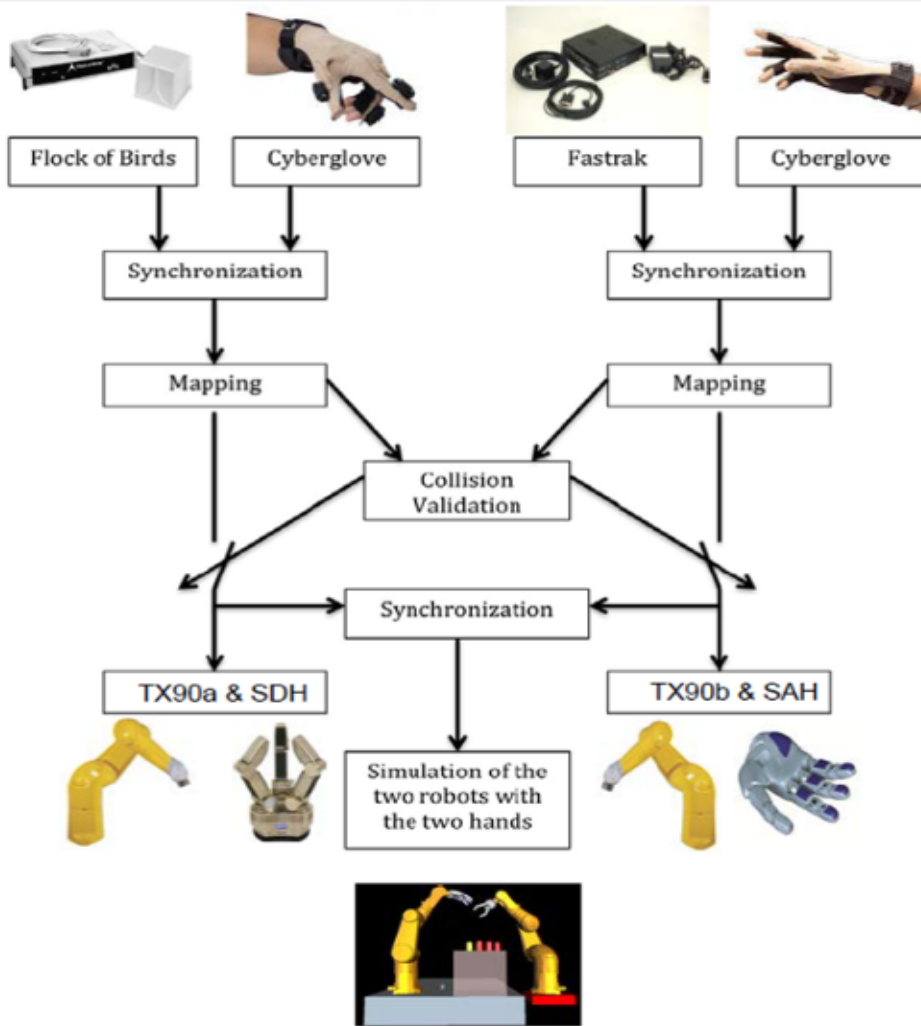 Flock of Birds
Cyberglove
Fastrak
Cyberglove
Synchronization
Synchronization
Mapping
Mapping
Collision
Validation
Synchronization
TX90a & SDH
TX90b & SAH
Simulation of the
two robots with
the two hands